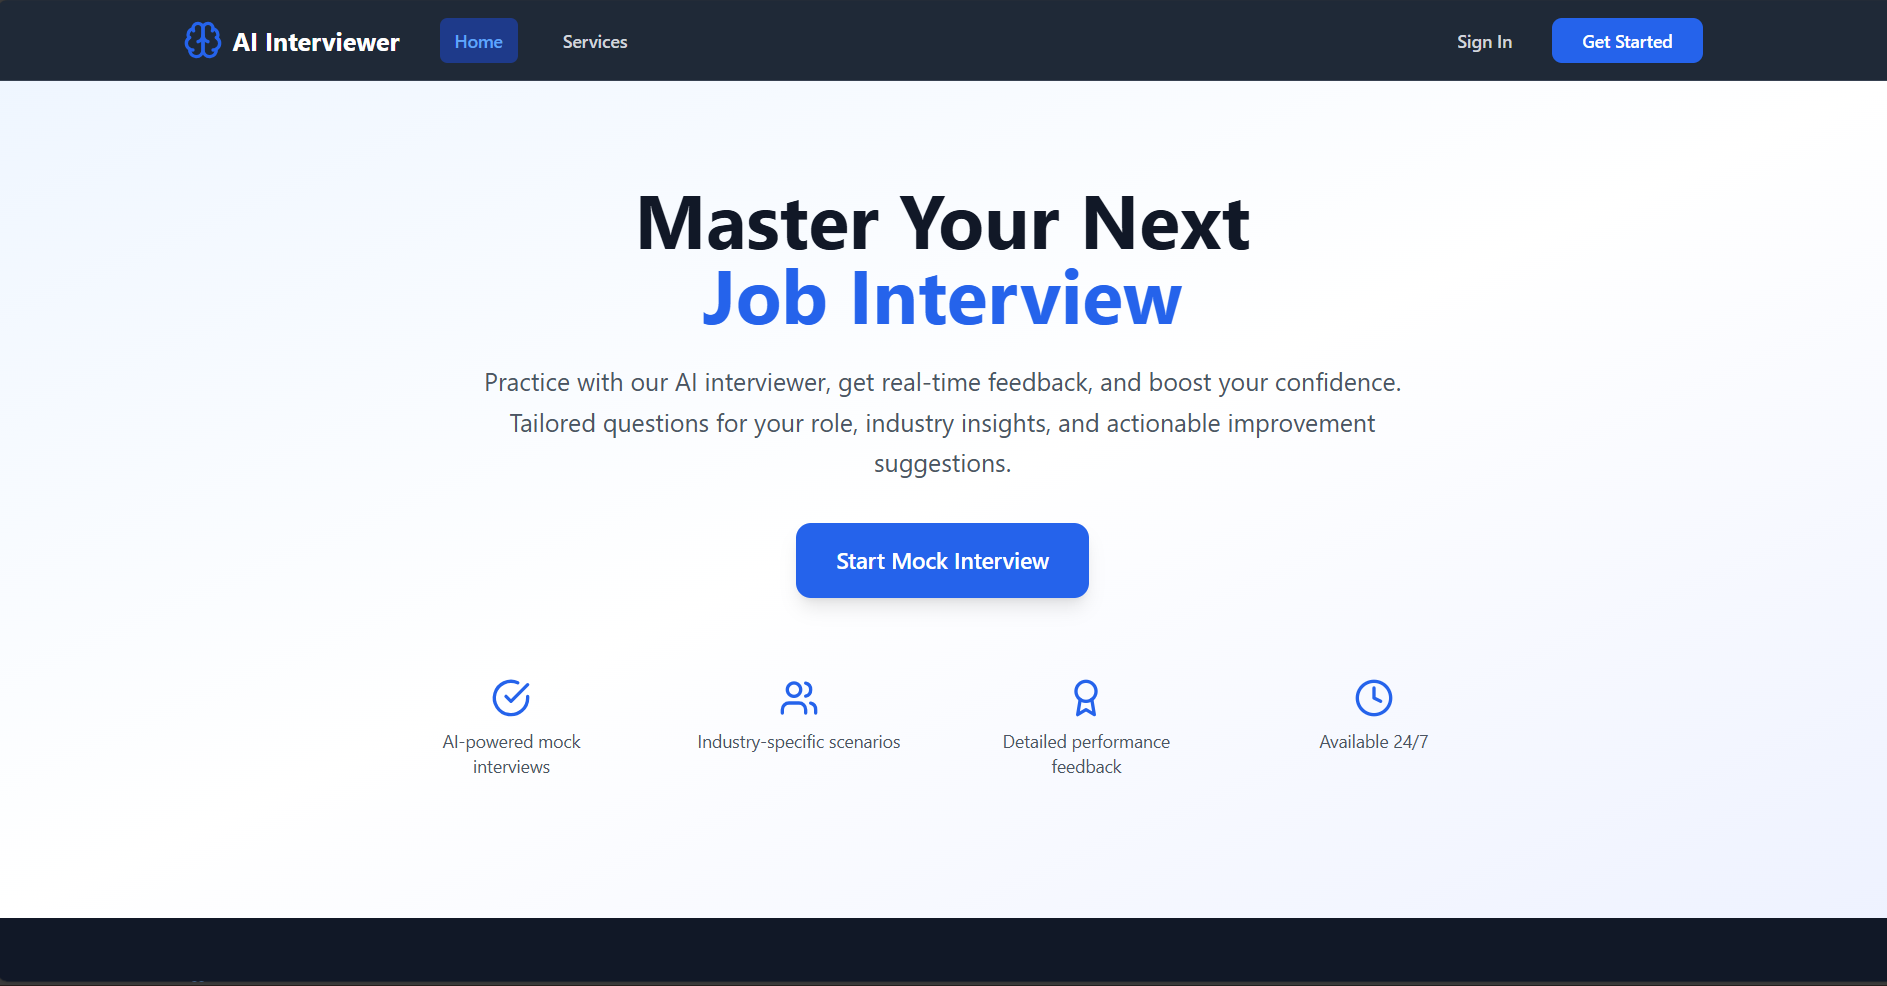 AI Interviewer
Home
Services
Sign In
Get Started
Master Your Next
Job Interview
Practice with our AI interviewer, get real-time feedback, and boost your confidence.
Tailored questions for your role, industry insights, and actionable improvement
suggestions.
Start Mock Interview
AI-powered mock
interviews
Industry-specific scenarios
Detailed performance
feedback
Available 24/7